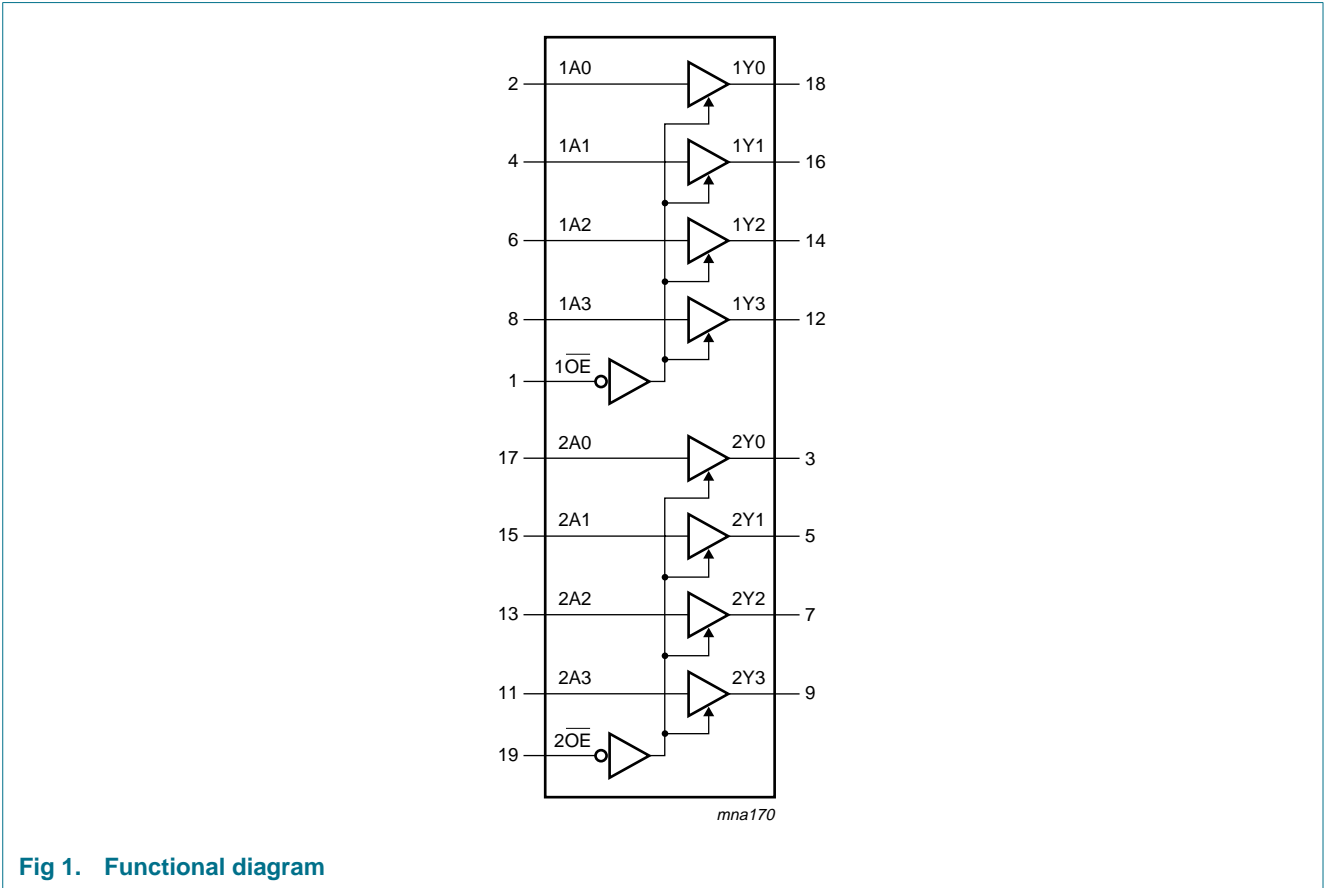 2 1A0 1Y0 18
4 1A1 1Y1 16
6 1A2 1Y2 14
8 1A3 1Y3 12
1 1O̅E̅
17 2A0 2Y0 3
15 2A1 2Y1 5
13 2A2 2Y2 7
11 2A3 2Y3 9
19 2O̅E̅
mna170
Fig 1. Functional diagram